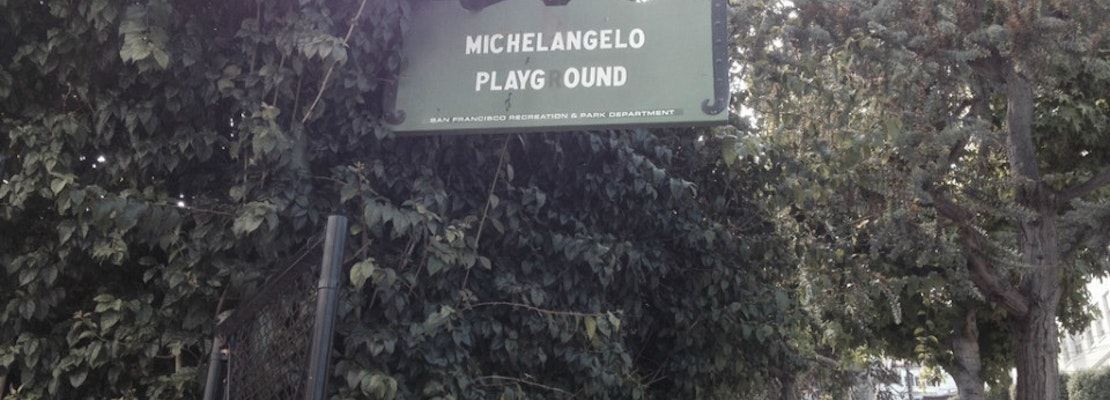 MICHELANGELO
PLAYGROUND
SAN FRANCISCO RECREATION & PARK DEPARTMENT